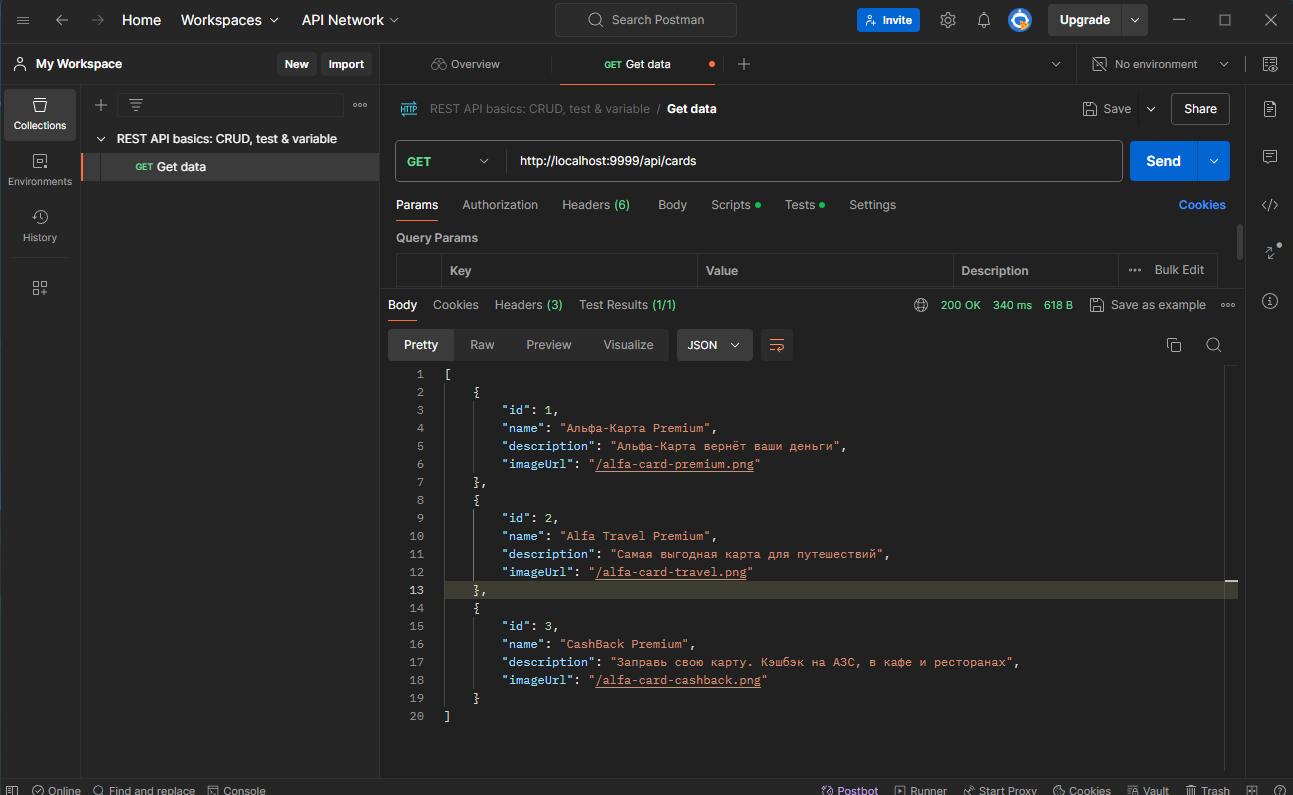 Home Workspaces API Network Search Postman Invite Upgrade
My Workspace New Import Overview GET Get data No environment
Collections
Environments
History
REST API basics: CRUD, test & variable
GET Get data
HTTP REST API basics: CRUD, test & variable / Get data Save Share
GET http://localhost:9999/api/cards Send
Params Authorization Headers (6) Body Scripts Tests Settings Cookies
Query Params
Key Value Description Bulk Edit
Body Cookies Headers (3) Test Results (1/1) 200 OK 340 ms 618 B Save as example
Pretty Raw Preview Visualize JSON
1 [
2 {
3 "id": 1,
4 "name": "Альфа-Карта Premium",
5 "description": "Альфа-Карта вернёт ваши деньги",
6 "imageUrl": "/alfa-card-premium.png"
7 },
8 {
9 "id": 2,
10 "name": "Alfa Travel Premium",
11 "description": "Самая выгодная карта для путешествий",
12 "imageUrl": "/alfa-card-travel.png"
13 },
14 {
15 "id": 3,
16 "name": "CashBack Premium",
17 "description": "Заправь свою карту. Кэшбэк на АЗС, в кафе и ресторанах",
18 "imageUrl": "/alfa-card-cashback.png"
19 }
20 ]
Online Find and replace Console Postbot Runner Start Proxy Cookies Vault Trash